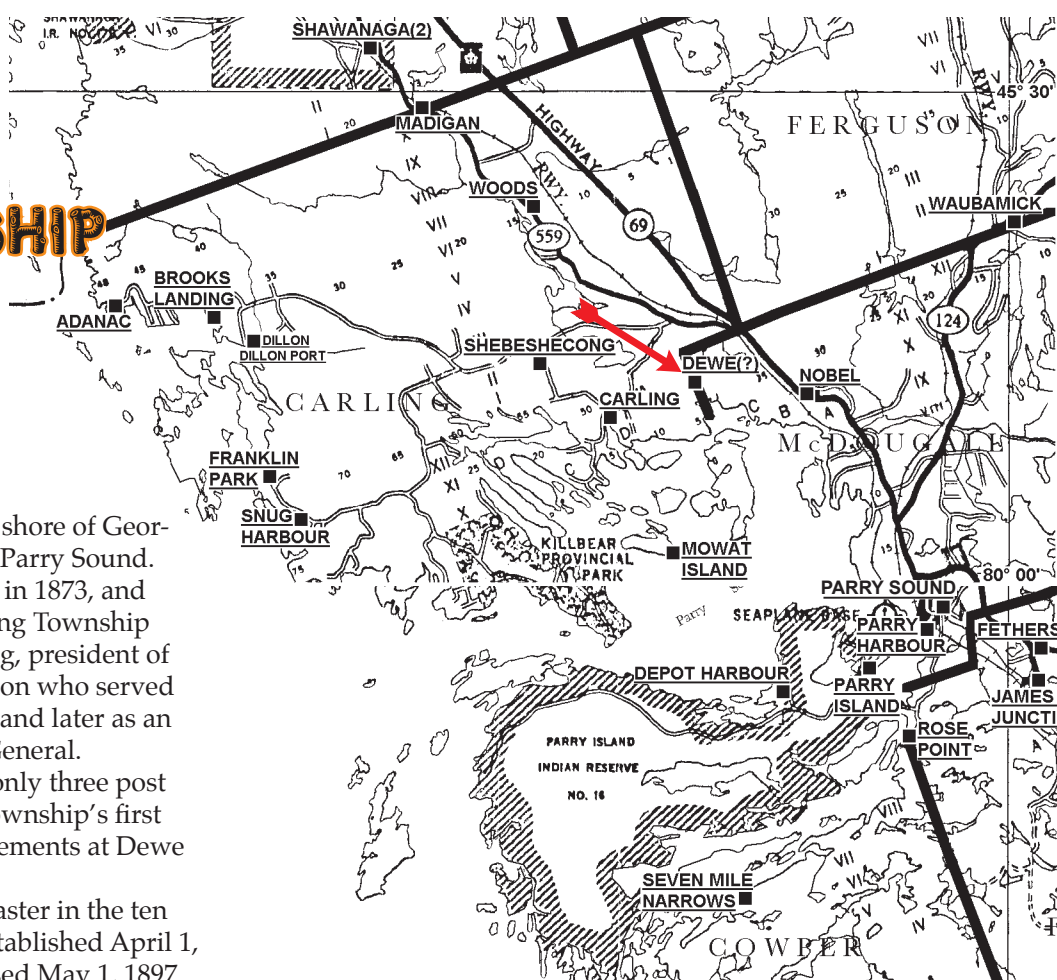 SHAWANAGA(2)
I.R. NO.
MADIGAN
HIGHWAY
RWY.
RWY.
45° 30'
FERGUSON
WOODS
559
69
WAUBAMICK
SHIP
BROOKS
LANDING
ADANAC
DILLON
DILLON PORT
SHEBESHECONG
DEWE(?)
124
NOBEL
CARLING
CARLING
McDOUGALL
FRANKLIN
PARK
SNUG
HARBOUR
KILLBEAR
PROVINCIAL
PARK
MOWAT
ISLAND
80° 00'
PARRY SOUND
Parry
SEAPLANE BASE
PARRY
HARBOUR
FETHERS
DEPOT HARBOUR
PARRY
ISLAND
JAMES
JUNCTI
ROSE
POINT
PARRY ISLAND
INDIAN RESERVE
NO. 16
SEVEN MILE
NARROWS
COWPER
shore of Geor-
Parry Sound.
in 1873, and
ng Township
g, president of
on who served
and later as an
General.
only three post
ownship's first
ements at Dewe
aster in the ten
tablished April 1,
ed May 1, 1897